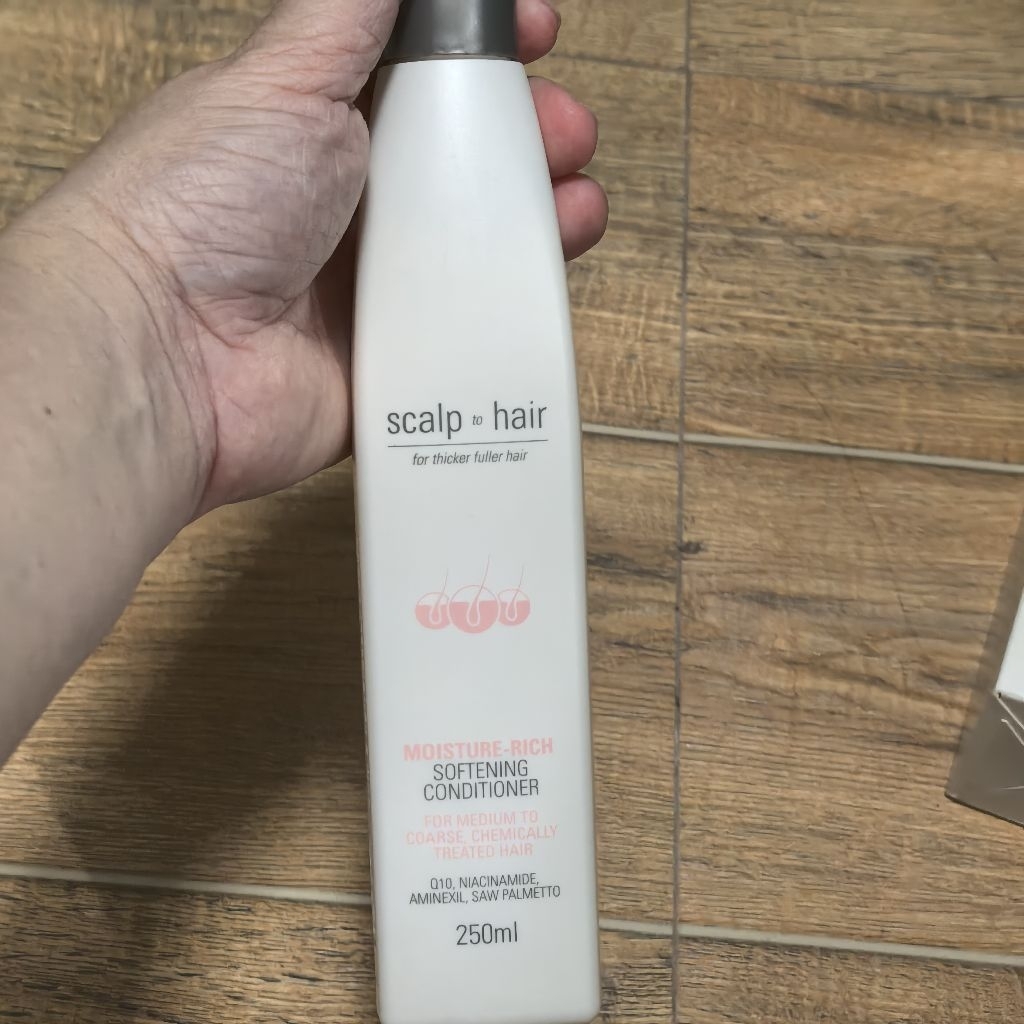 scalp to hair
for thicker fuller hair
MOISTURE-RICH
SOFTENING
CONDITIONER
FOR MEDIUM TO
COARSE, CHEMICALLY
TREATED HAIR
Q10, NIACINAMIDE,
AMINEXIL, SAW PALMETTO
250ml